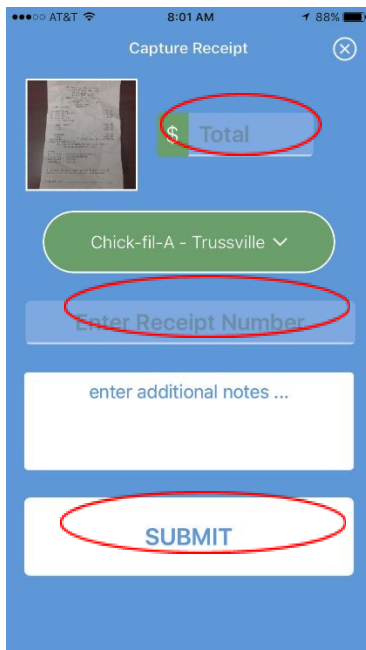 AT&T 8:01 AM 88%
Capture Receipt
$ Total
Chick-fil-A - Trussville
Enter Receipt Number
enter additional notes ...
SUBMIT